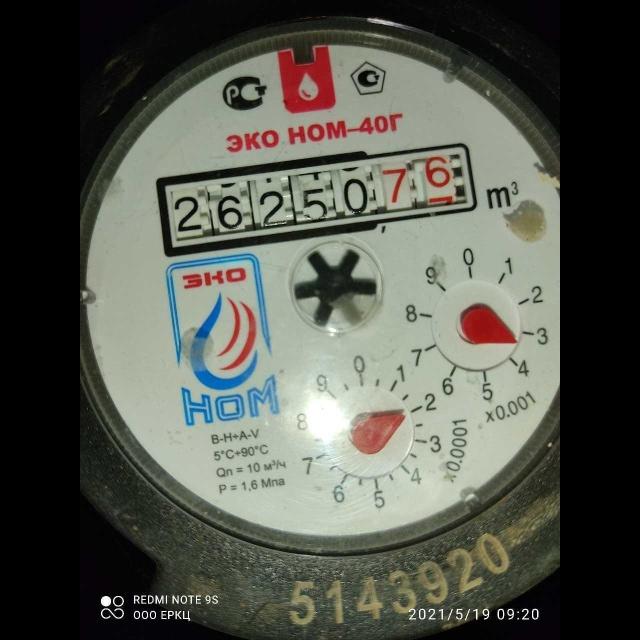 РСТ
С
ЭКО НОМ–40Г
2625076 m³
ЭКО
НОМ
В-Н÷А-V
5°C÷90°C
Qn = 10 м³/ч
P = 1,6 Мпа
0 1 2 3 4 5 6 7 8 9
x0.001
0 1 2 3 4 5 6 7 8 9
x0.0001
5143920
REDMI NOTE 9S
ООО ЕРКЦ
2021/5/19 09:20